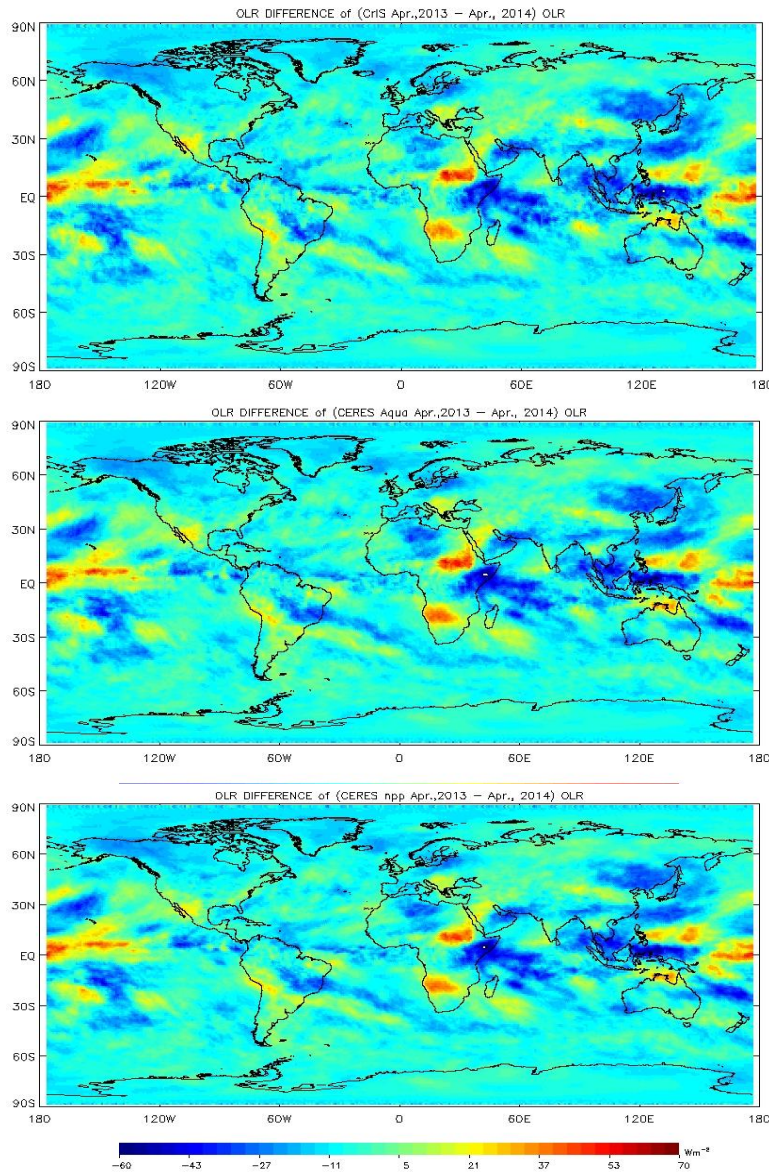 OLR DIFFERENCE of (CrIS Apr.,2013 − Apr., 2014) OLR
90N
60N
30N
EQ
30S
60S
90S
180 120W 60W 0 60E 120E 180
OLR DIFFERENCE of (CERES Aqua Apr.,2013 − Apr., 2014) OLR
90N
60N
30N
EQ
30S
60S
90S
180 120W 60W 0 60E 120E 180
OLR DIFFERENCE of (CERES npp Apr.,2013 − Apr., 2014) OLR
90N
60N
30N
EQ
30S
60S
90S
180 120W 60W 0 60E 120E 180
Wm⁻²
−60 −43 −27 −11 5 21 37 53 70